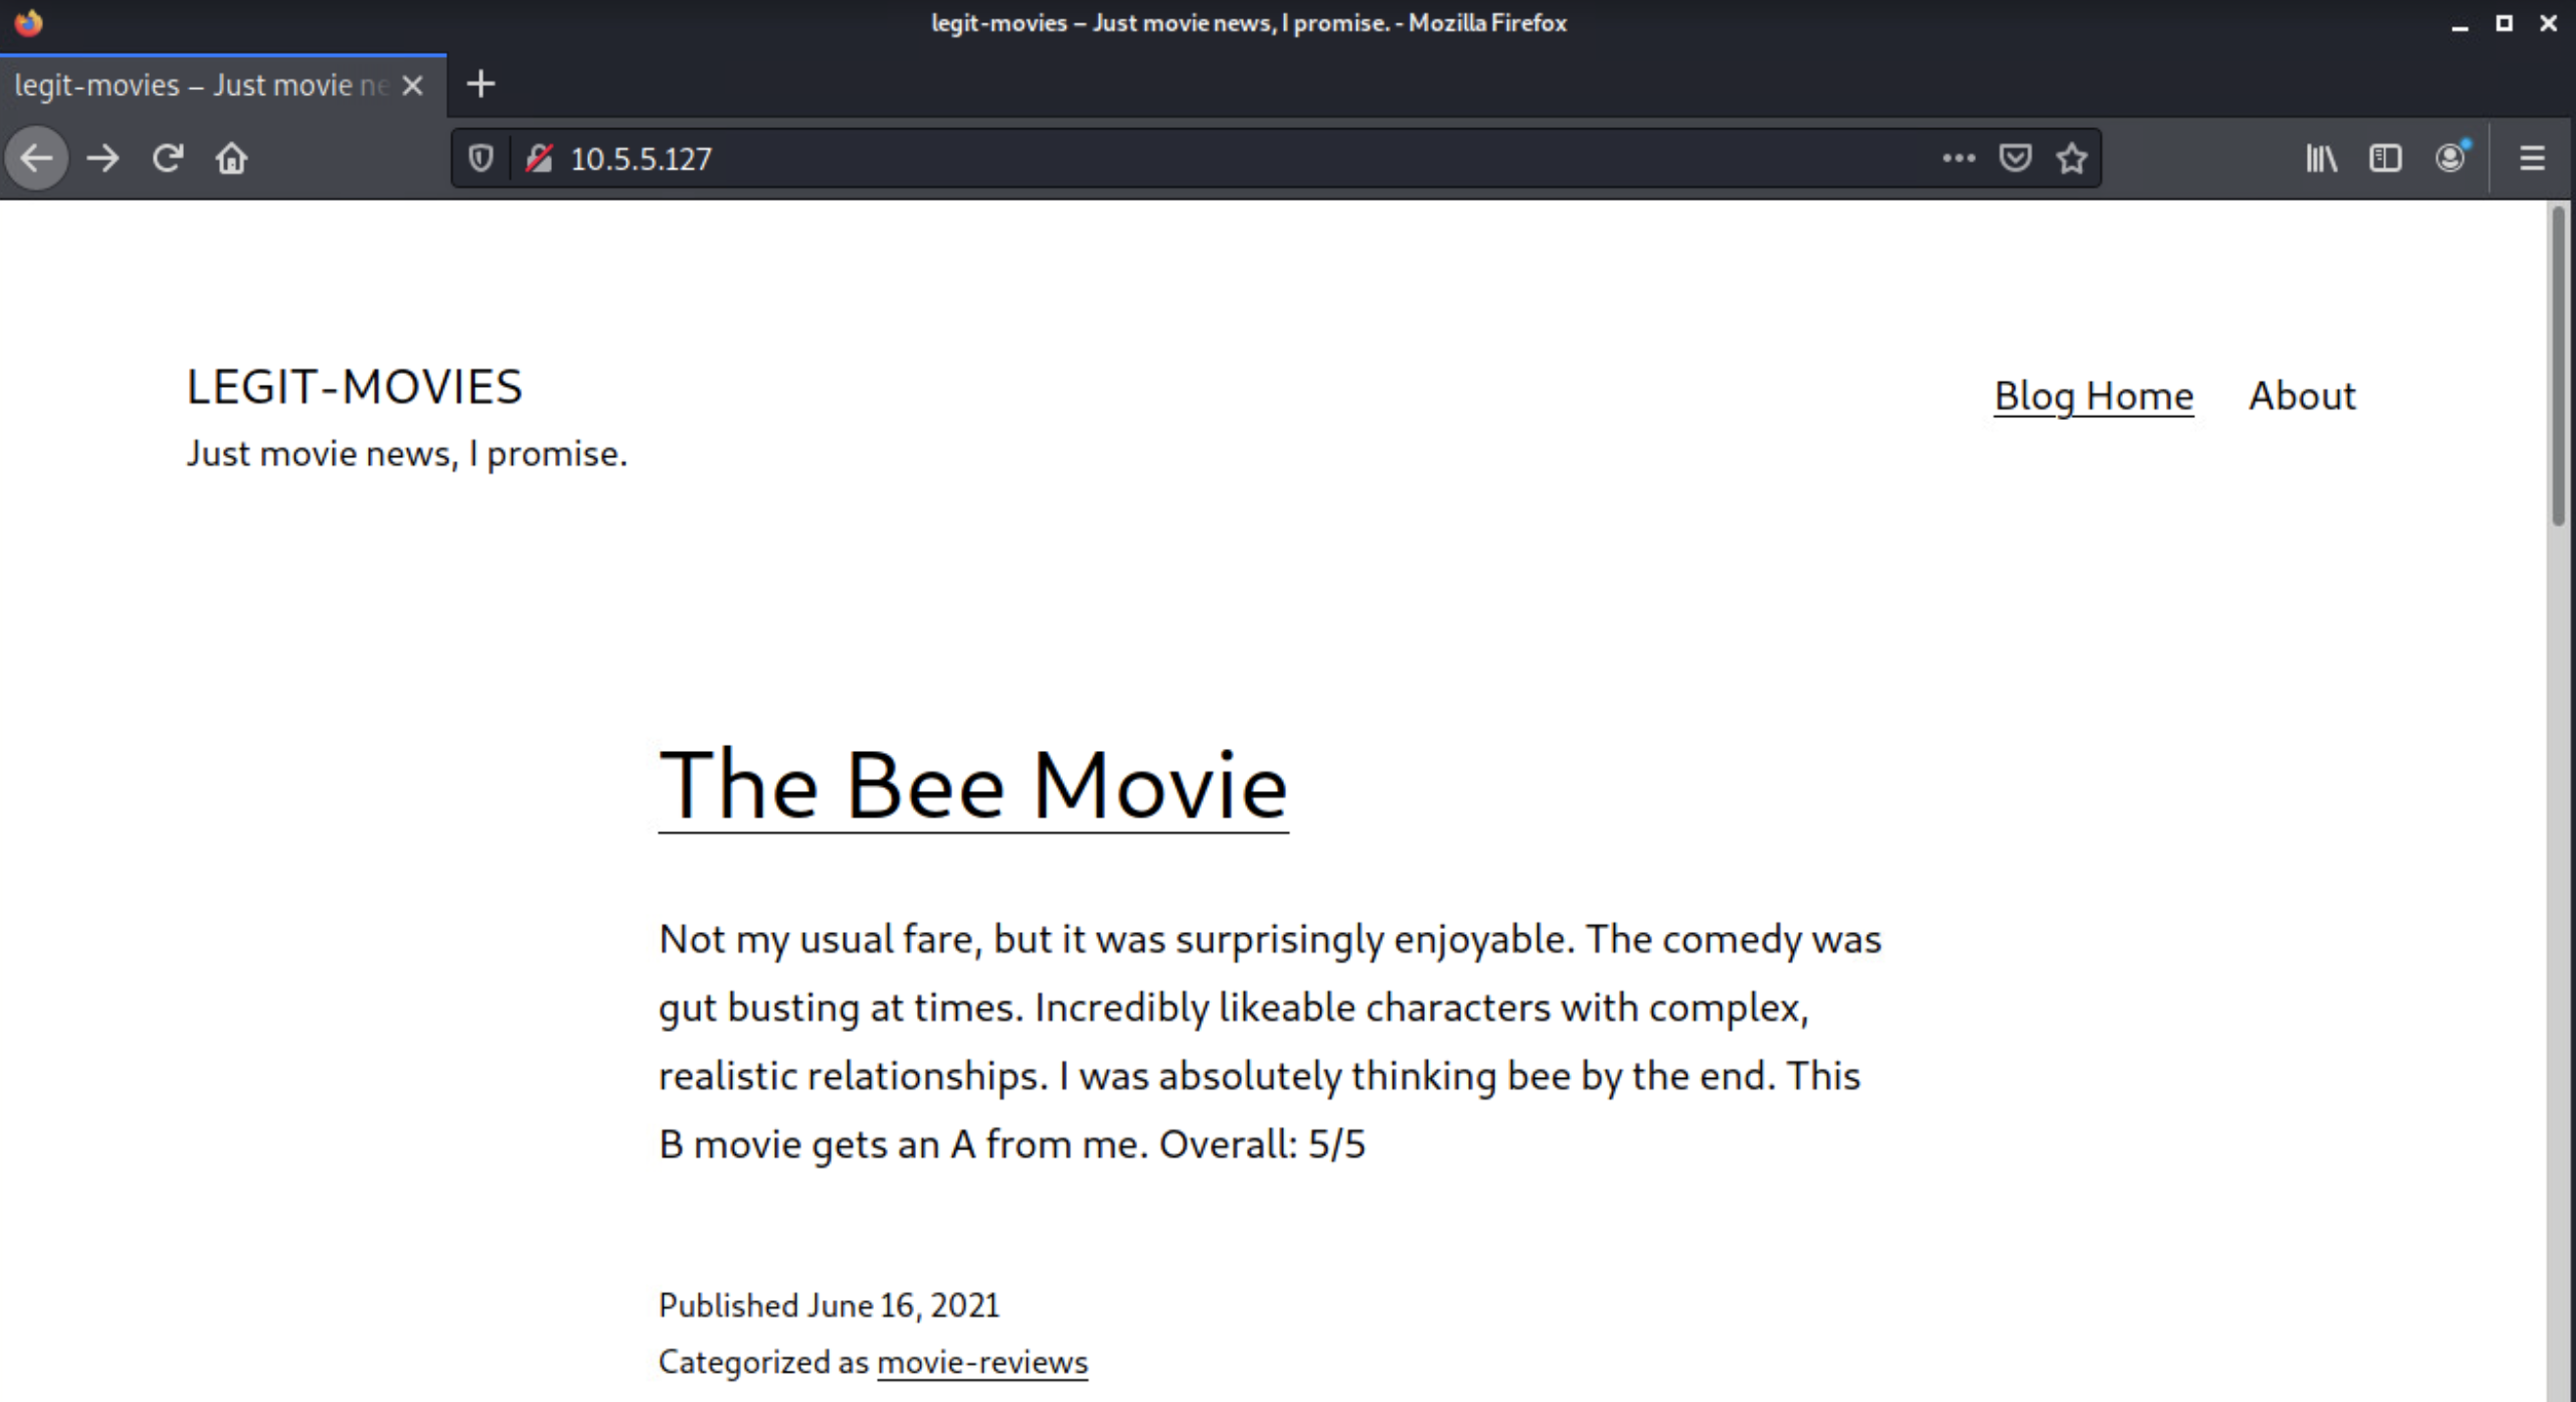 legit-movies – Just movie news, I promise. - Mozilla Firefox
legit-movies – Just movie ne
10.5.5.127
LEGIT-MOVIES
Just movie news, I promise.
Blog Home About
The Bee Movie
Not my usual fare, but it was surprisingly enjoyable. The comedy was
gut busting at times. Incredibly likeable characters with complex,
realistic relationships. I was absolutely thinking bee by the end. This
B movie gets an A from me. Overall: 5/5
Published June 16, 2021
Categorized as movie-reviews